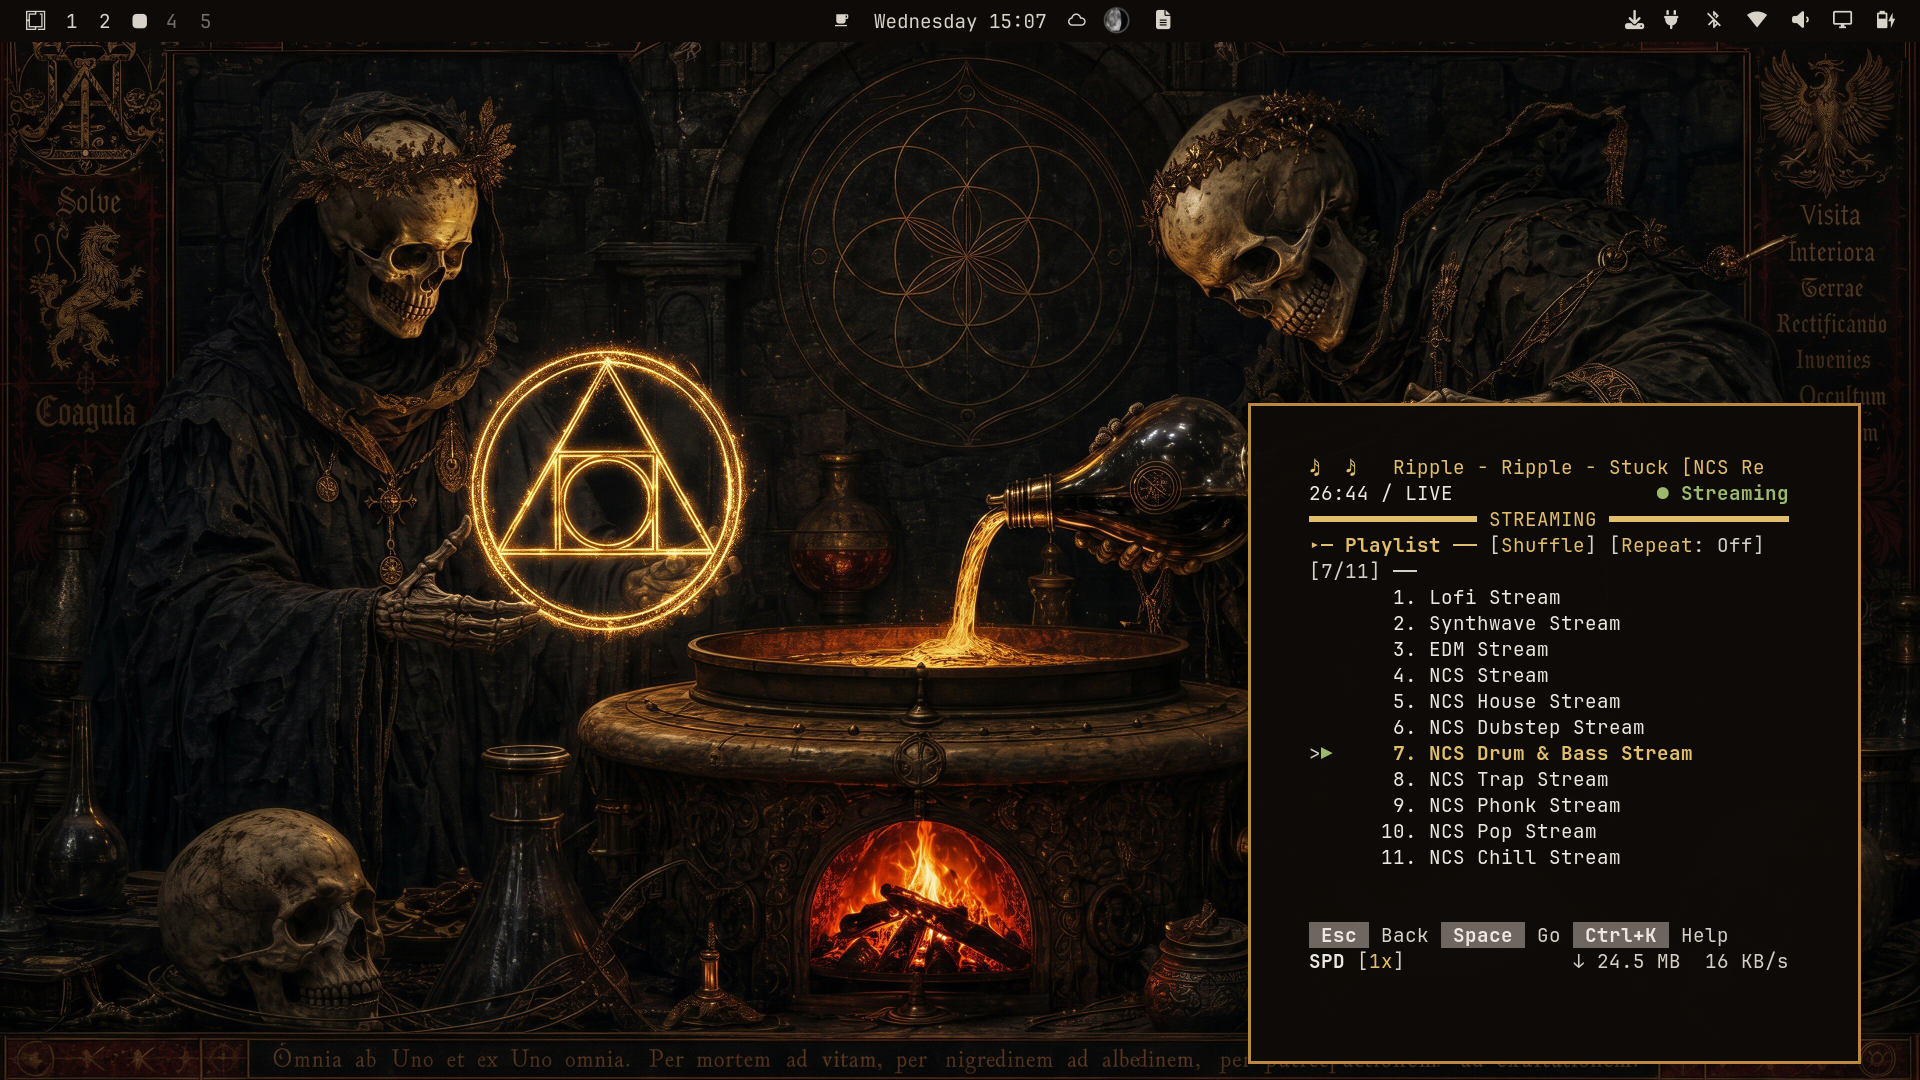 1 2 4 5
Wednesday 15:07
Solve
Coagula
Visita
Interiora
Terrae
Rectificando
Invenies
Occultum
♪ ♪ Ripple - Ripple - Stuck [NCS Re
26:44 / LIVE ● Streaming
STREAMING
Playlist — [Shuffle] [Repeat: Off]
[7/11] —
1. Lofi Stream
2. Synthwave Stream
3. EDM Stream
4. NCS Stream
5. NCS House Stream
6. NCS Dubstep Stream
>▶ 7. NCS Drum & Bass Stream
8. NCS Trap Stream
9. NCS Phonk Stream
10. NCS Pop Stream
11. NCS Chill Stream
Esc Back Space Go Ctrl+K Help
SPD [1x] ↓ 24.5 MB 16 KB/s
Omnia ab Uno et ex Uno omnia. Per mortem ad vitam, per nigredinem ad albedinem, per